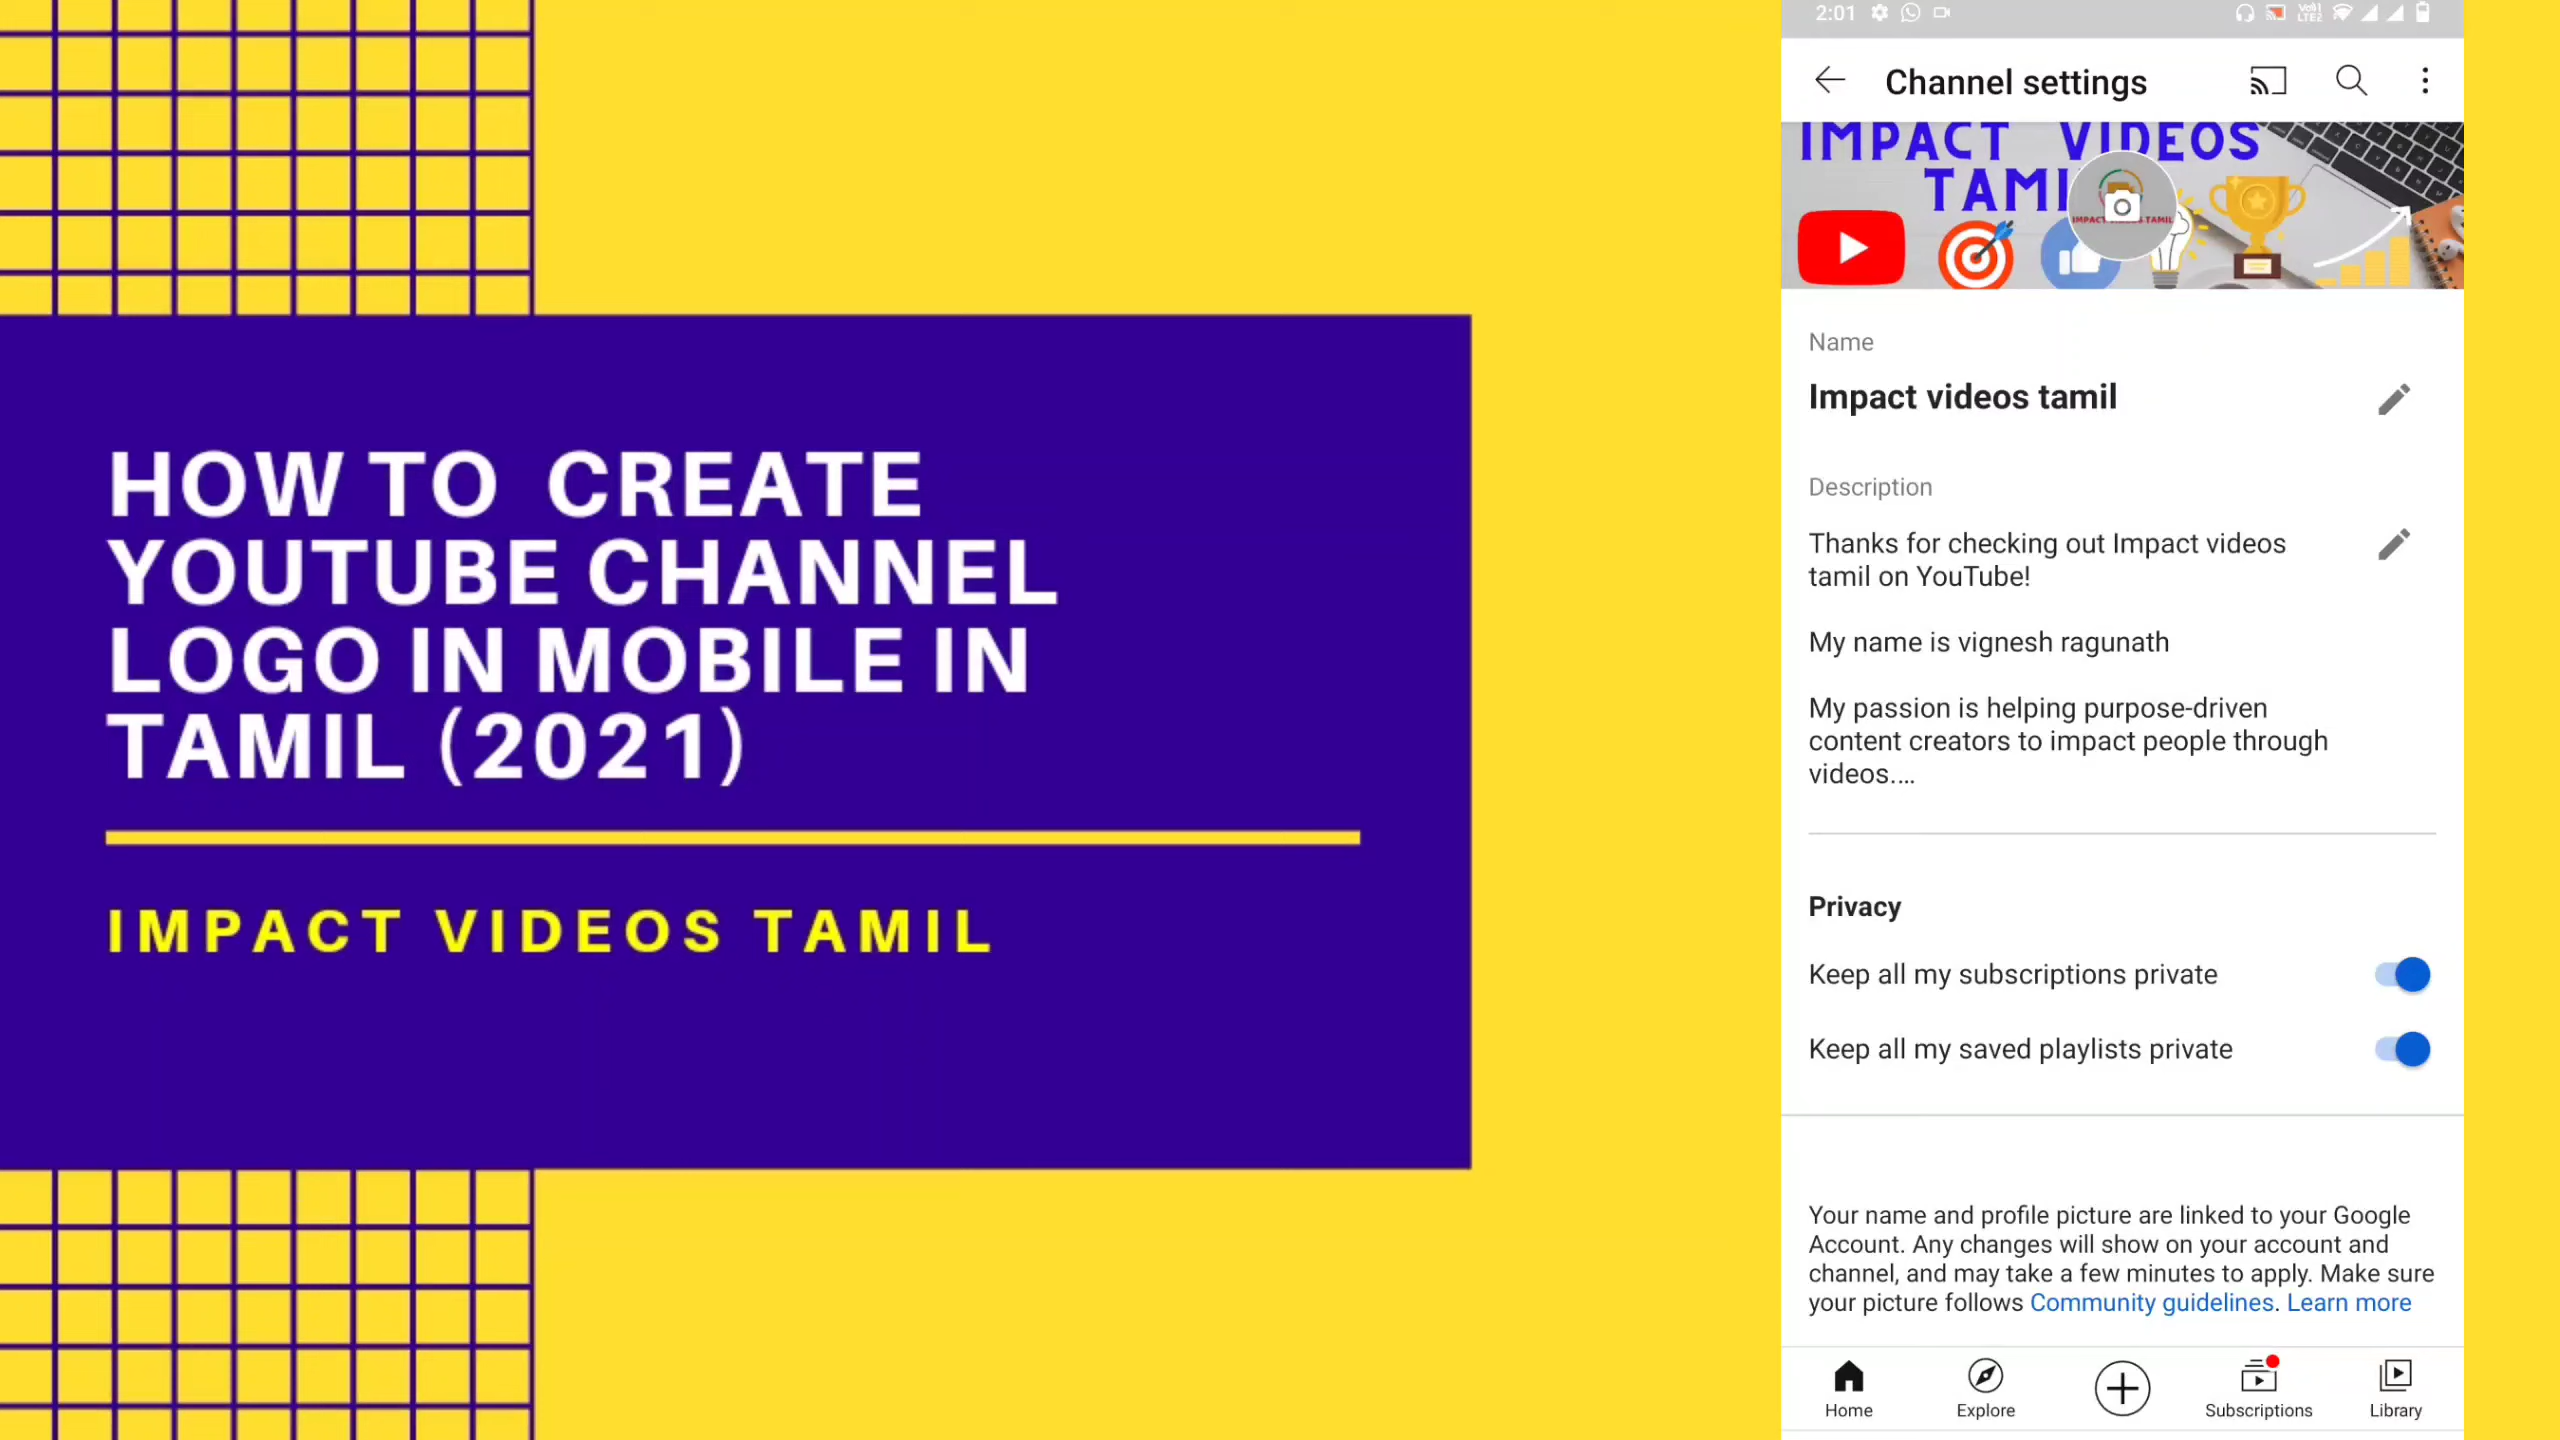 HOW TO CREATE
YOUTUBE CHANNEL
LOGO IN MOBILE IN
TAMIL (2021)
IMPACT VIDEOS TAMIL
2:01
Channel settings
IMPACT VIDEOS
TAMI
IMPACT TAMIL
Name
Impact videos tamil
Description
Thanks for checking out Impact videos
tamil on YouTube!
My name is vignesh ragunath
My passion is helping purpose-driven
content creators to impact people through
videos....
Privacy
Keep all my subscriptions private
Keep all my saved playlists private
Your name and profile picture are linked to your Google
Account. Any changes will show on your account and
channel, and may take a few minutes to apply. Make sure
your picture follows Community guidelines. Learn more
Home
Explore
Subscriptions
Library